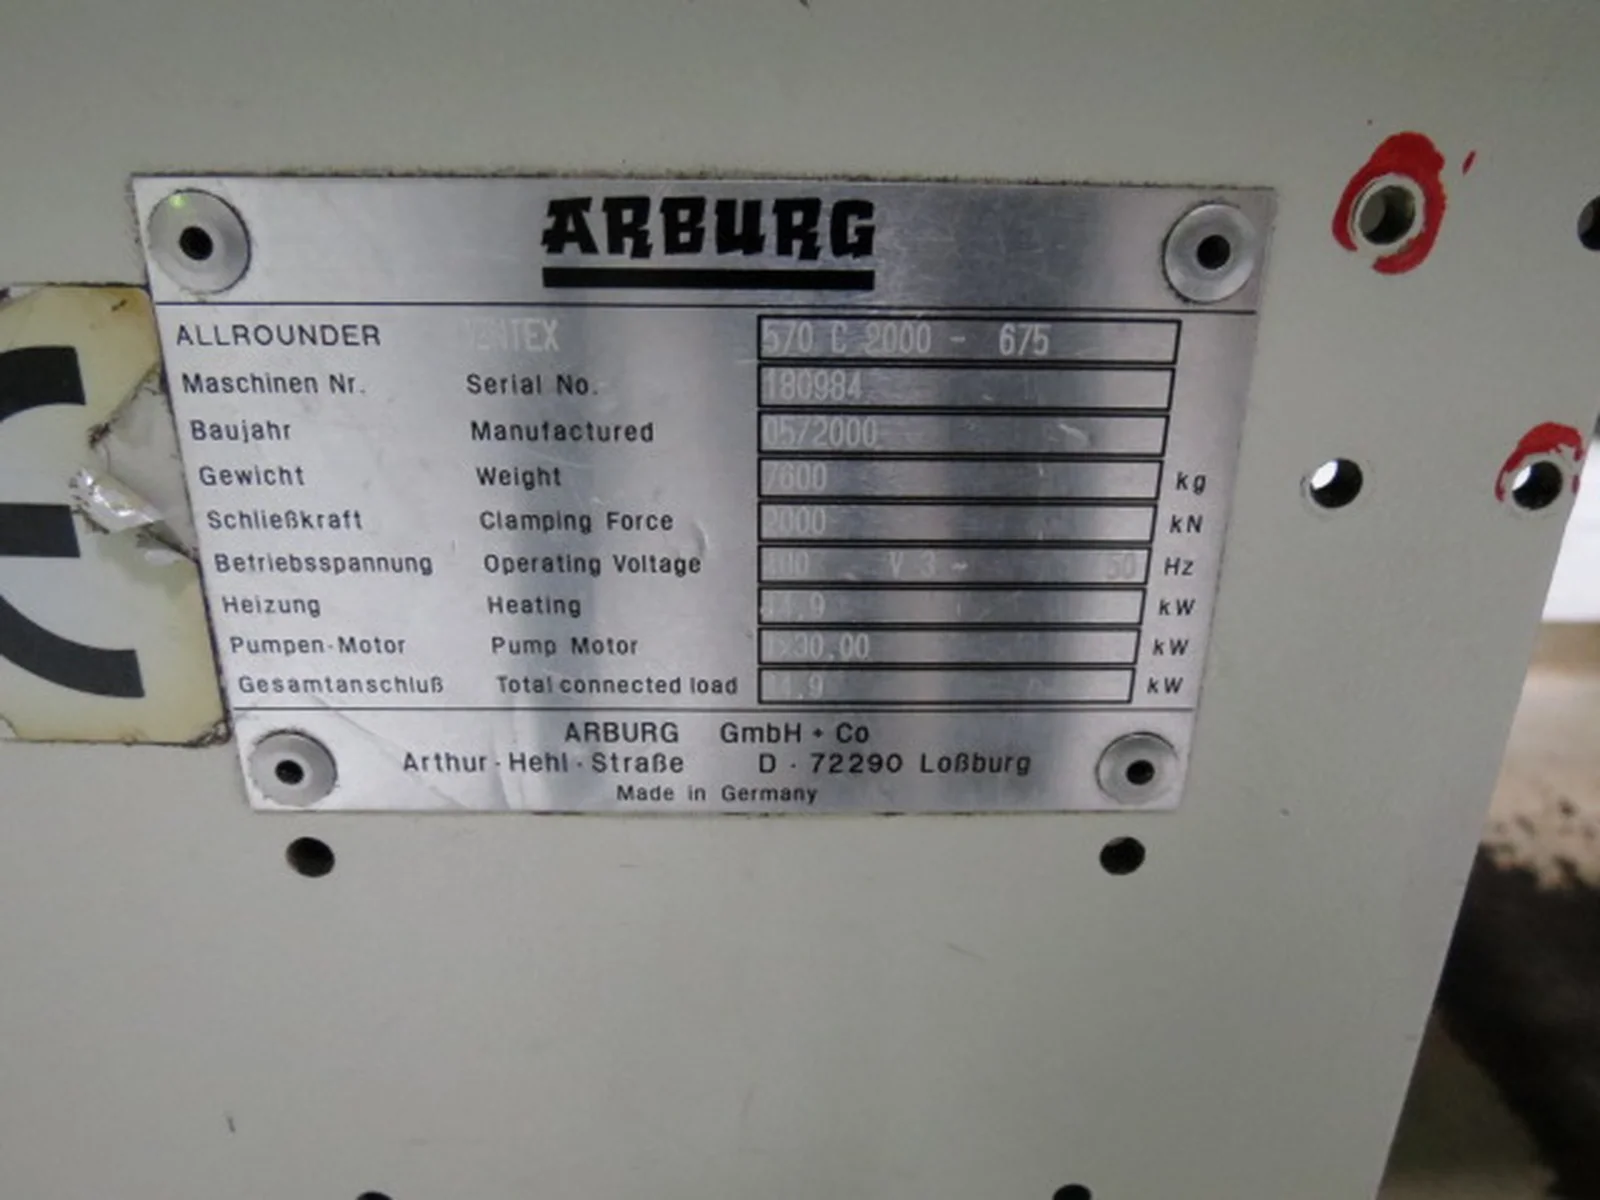 ARBURG
ALLROUNDER 570 C 2000 - 675
Maschinen Nr. Serial No. 180984
Baujahr Manufactured 05/2000
Gewicht Weight 7600 kg
Schließkraft Clamping Force 2000 kN
Betriebsspannung Operating Voltage V 3 ~ 50 Hz
Heizung Heating kW
Pumpen-Motor Pump Motor kW
Gesamtanschluß Total connected load kW
ARBURG GmbH + Co
Arthur - Hehl - Straße D - 72290 Loßburg
Made in Germany